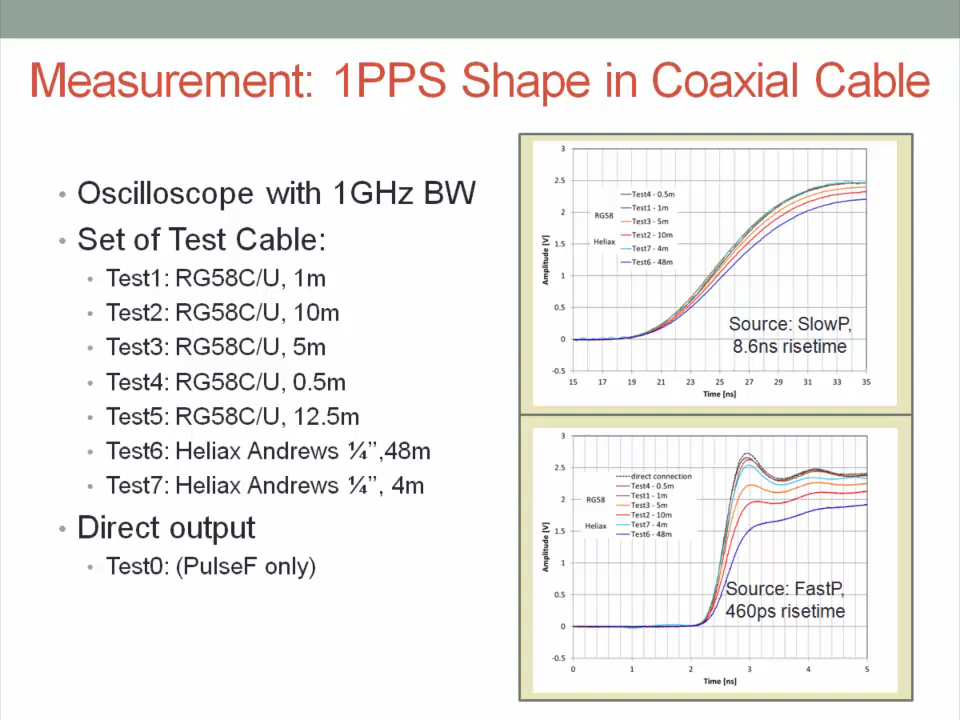 Measurement: 1PPS Shape in Coaxial Cable
• Oscilloscope with 1GHz BW
• Set of Test Cable:
• Test1: RG58C/U, 1m
• Test2: RG58C/U, 10m
• Test3: RG58C/U, 5m
• Test4: RG58C/U, 0.5m
• Test5: RG58C/U, 12.5m
• Test6: Heliax Andrews ¼”,48m
• Test7: Heliax Andrews ¼”, 4m
• Direct output
• Test0: (PulseF only)
3
2.5
2
1.5
1
0.5
0
-0.5
Amplitude [V]
RG58
Heliax
Test4 - 0.5m
Test1 - 1m
Test3 - 5m
Test2 - 10m
Test7 - 4m
Test6 - 48m
Source: SlowP,
8.6ns risetime
15 17 19 21 23 25 27 29 31 33 35
Time [ns]
3
2.5
2
1.5
1
0.5
0
-0.5
Amplitude [V]
RG58
Heliax
direct connection
Test4 - 0.5m
Test1 - 1m
Test3 - 5m
Test2 - 10m
Test7 - 4m
Test6 - 48m
Source: FastP,
460ps risetime
0 1 2 3 4 5
Time [ns]